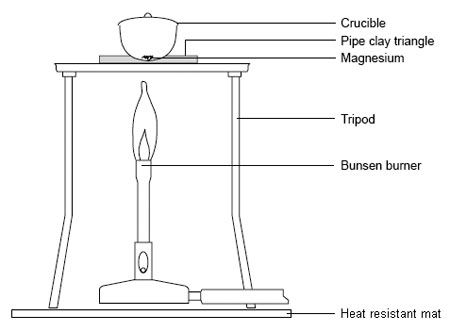 Crucible
Pipe clay triangle
Magnesium
Tripod
Bunsen burner
Heat resistant mat